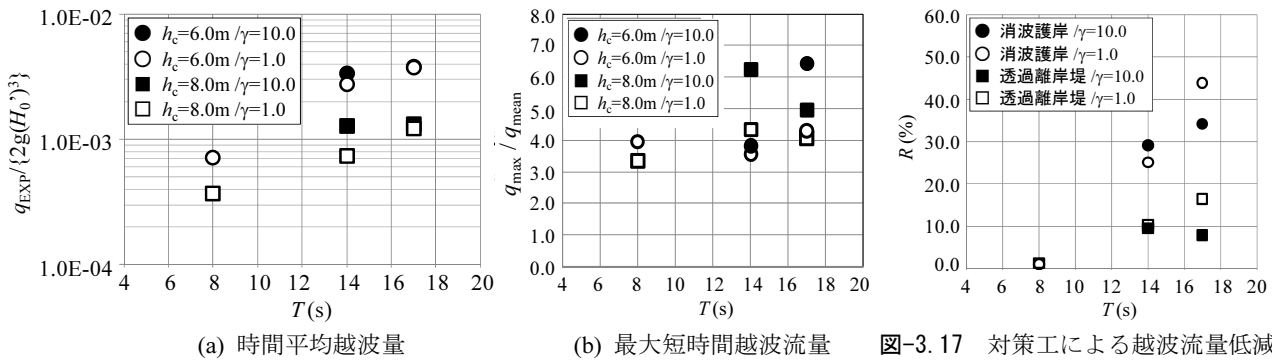 1.0E-02
1.0E-03
1.0E-04
q_EXP/{2g(H_0')^3}
● h_c=6.0m /γ=10.0
○ h_c=6.0m /γ=1.0
■ h_c=8.0m /γ=10.0
□ h_c=8.0m /γ=1.0
4 6 8 10 12 14 16 18 20
T (s)
(a) 時間平均越波量
8.0
7.0
6.0
5.0
4.0
3.0
2.0
1.0
0.0
q_max / q_mean
● h_c=6.0m /γ=10.0
○ h_c=6.0m /γ=1.0
■ h_c=8.0m /γ=10.0
□ h_c=8.0m /γ=1.0
4 6 8 10 12 14 16 18 20
T (s)
(b) 最大短時間越波流量
60.0
50.0
40.0
30.0
20.0
10.0
0.0
R (%)
● 消波護岸 /γ=10.0
○ 消波護岸 /γ=1.0
■ 透過離岸堤 /γ=10.0
□ 透過離岸堤 /γ=1.0
4 6 8 10 12 14 16 18 20
T (s)
図-3.17 対策工による越波流量低減